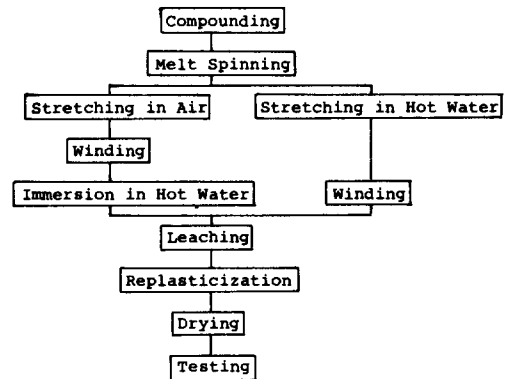 Compounding
Melt Spinning
Stretching in Air
Stretching in Hot Water
Winding
Immersion in Hot Water
Winding
Leaching
Replasticization
Drying
Testing